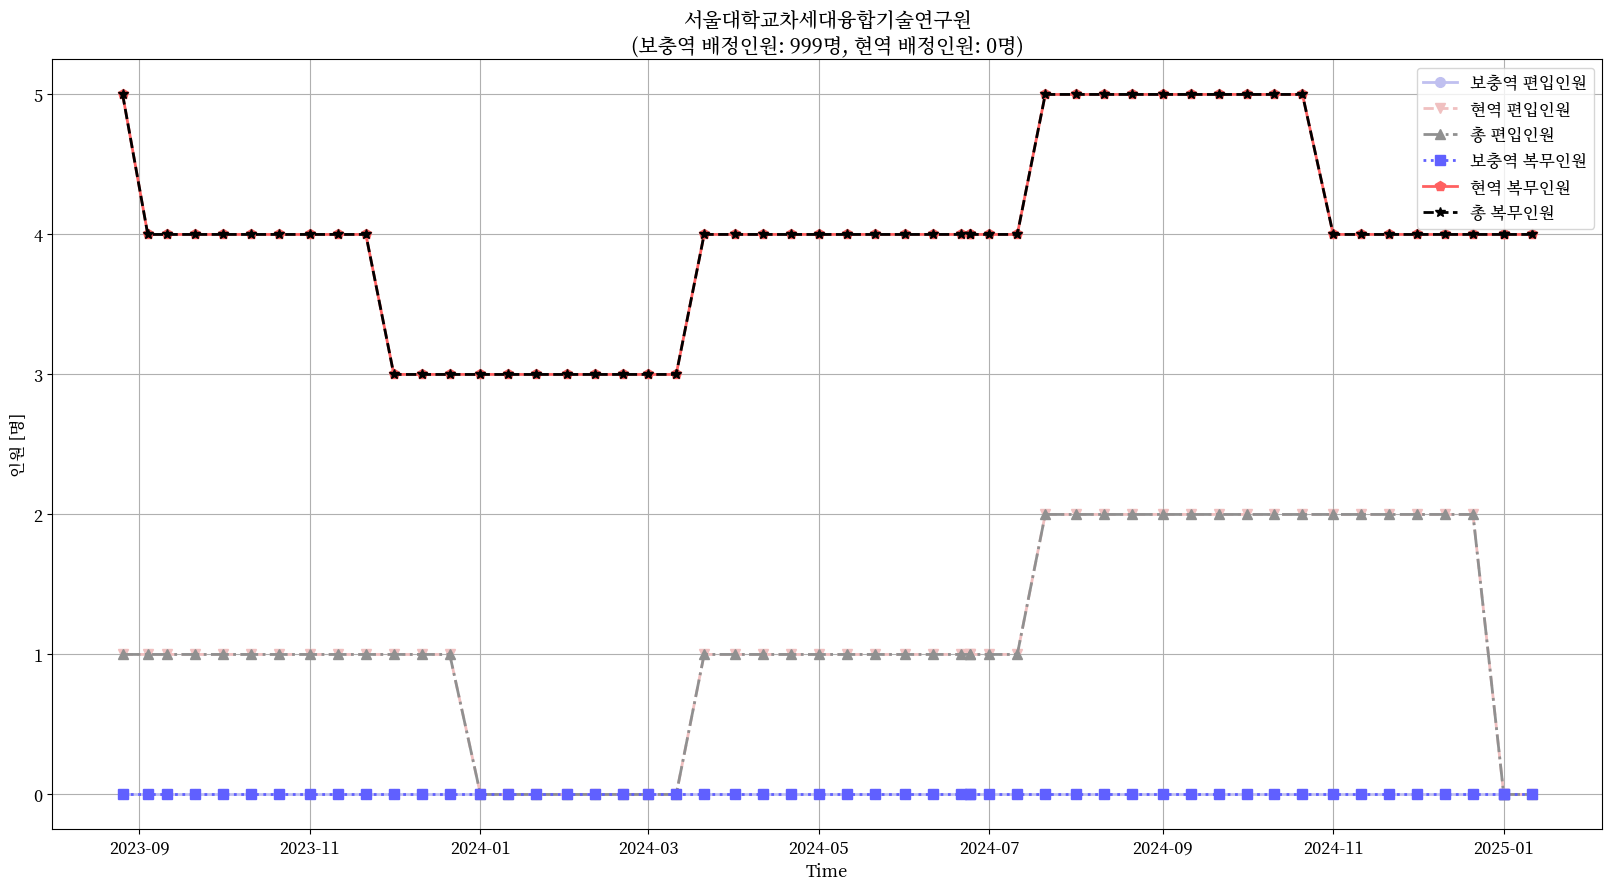 서울대학교차세대융합기술연구원
(보충역 배정인원: 999명, 현역 배정인원: 0명)
보충역 편입인원
현역 편입인원
총 편입인원
보충역 복무인원
현역 복무인원
총 복무인원
인원 [명]
5
4
3
2
1
0
2023-09 2023-11 2024-01 2024-03 2024-05 2024-07 2024-09 2024-11 2025-01
Time